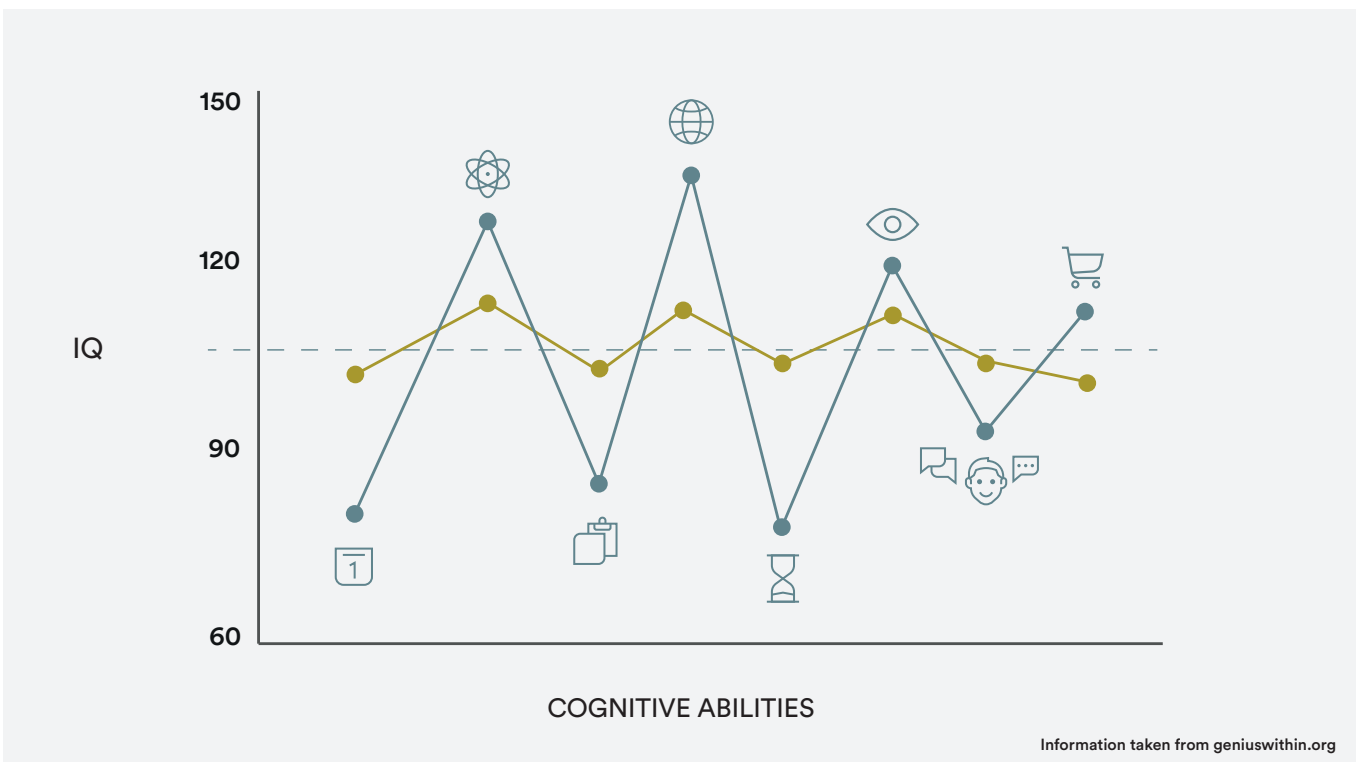 150
120
IQ
90
1
60
COGNITIVE ABILITIES
Information taken from geniuswithin.org